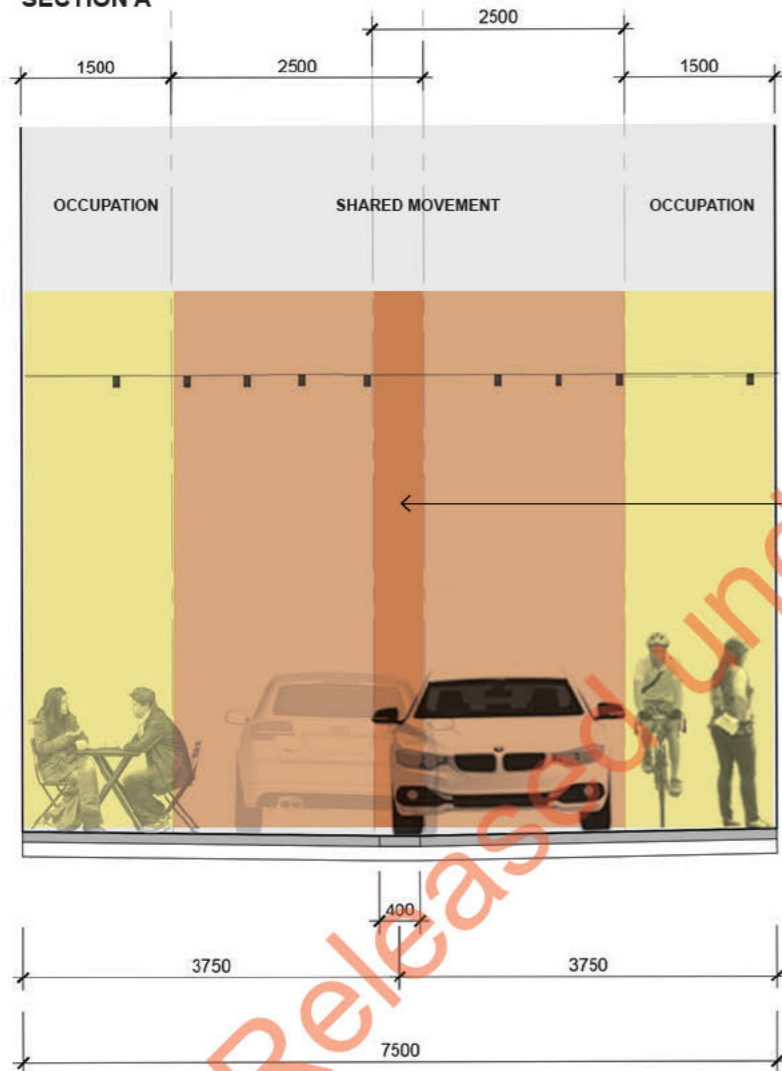 SECTION A
2500
1500
2500
1500
OCCUPATION
SHARED MOVEMENT
OCCUPATION
400
3750
3750
7500
Released